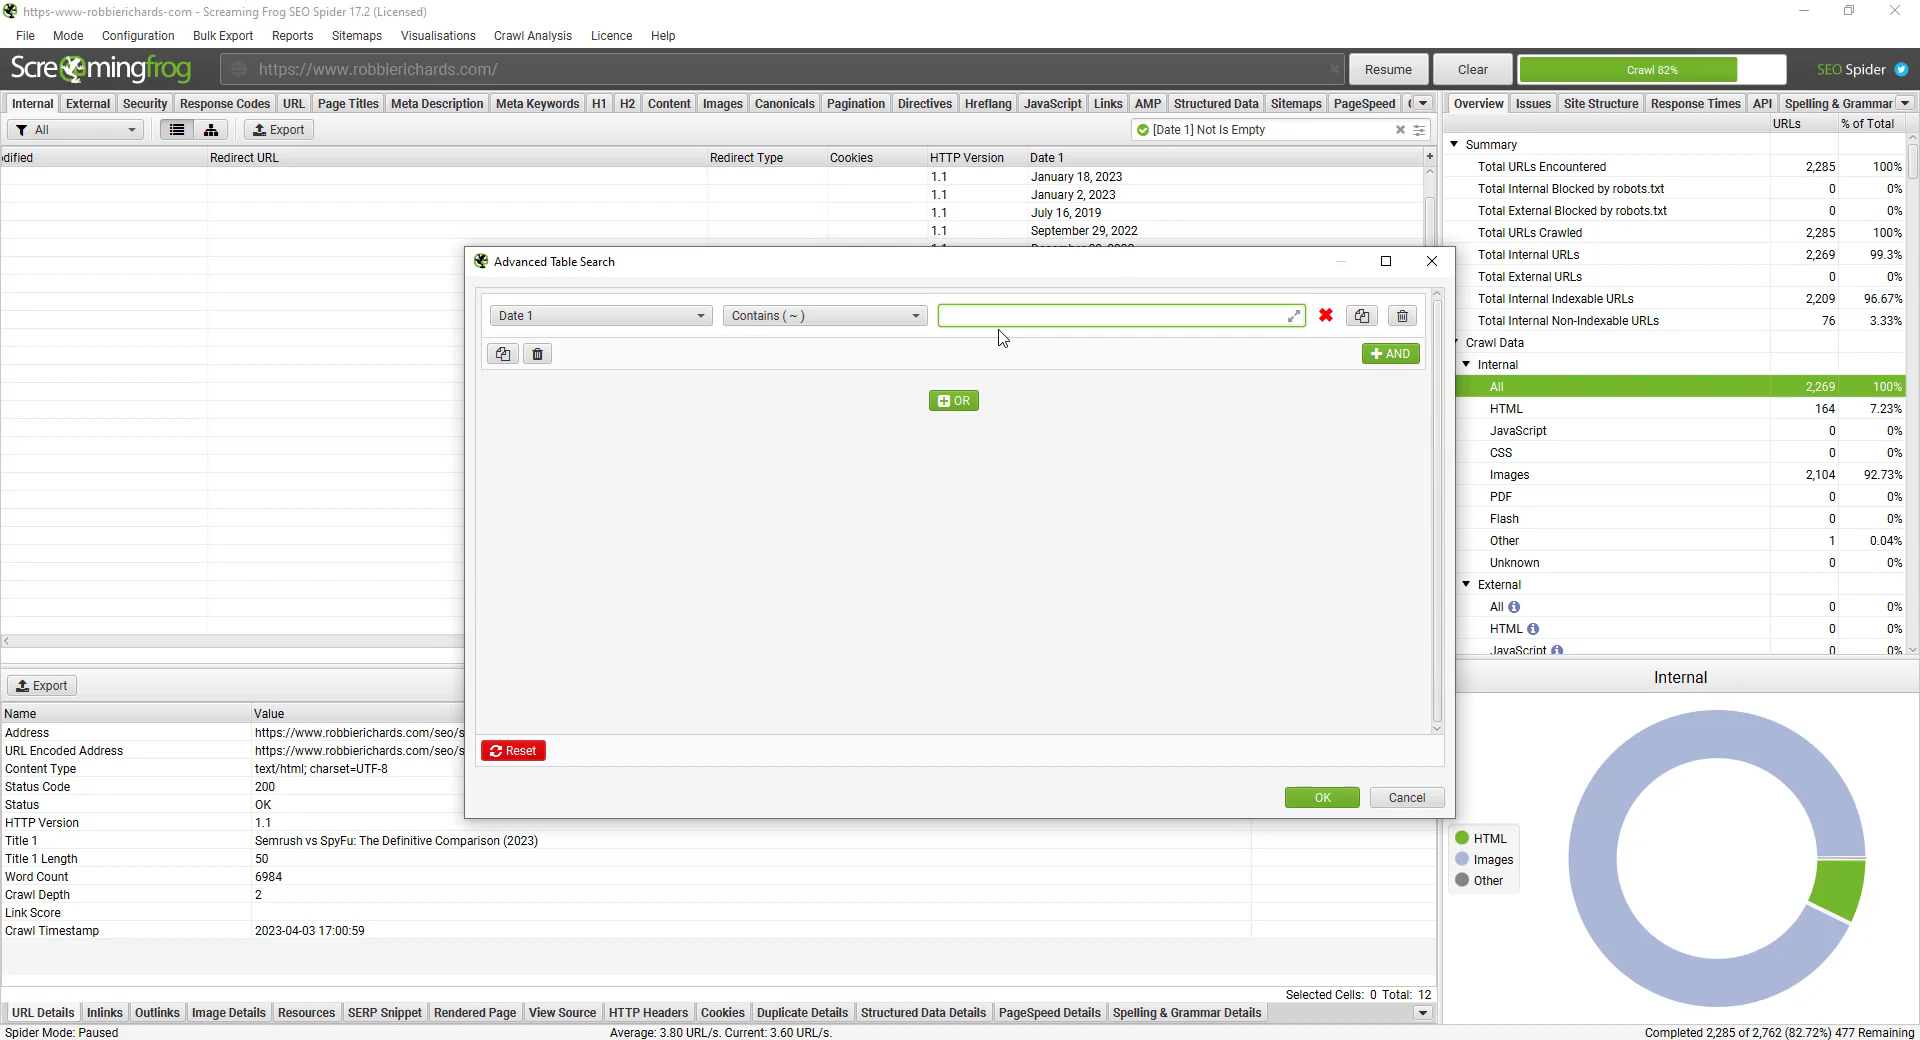 https-www-robbierichards-com - Screaming Frog SEO Spider 17.2 (Licensed)
File Mode Configuration Bulk Export Reports Sitemaps Visualisations Crawl Analysis Licence Help
Screamingfrog https://www.robbierichards.com/ Resume Clear Crawl 82% SEO Spider
Internal External Security Response Codes URL Page Titles Meta Description Meta Keywords H1 H2 Content Images Canonicals Pagination Directives Hreflang JavaScript Links AMP Structured Data Sitemaps PageSpeed
Overview Issues Site Structure Response Times API Spelling & Grammar
All Export [Date 1] Not Is Empty
URLs % of Total
dified Redirect URL Redirect Type Cookies HTTP Version Date 1
1.1 January 18, 2023
1.1 January 2, 2023
1.1 July 16, 2019
1.1 September 29, 2022
Summary
Total URLs Encountered 2,285 100%
Total Internal Blocked by robots.txt 0 0%
Total External Blocked by robots.txt 0 0%
Total URLs Crawled 2,285 100%
Total Internal URLs 2,269 99.3%
Total External URLs 0 0%
Total Internal Indexable URLs 2,209 96.67%
Total Internal Non-Indexable URLs 76 3.33%
Crawl Data
Internal
All 2,269 100%
HTML 164 7.23%
JavaScript 0 0%
CSS 0 0%
Images 2,104 92.73%
PDF 0 0%
Flash 0 0%
Other 1 0.04%
Unknown 0 0%
External
All 0 0%
HTML 0 0%
JavaScript 0 0%
Advanced Table Search
Date 1 Contains ( ~ )
AND
OR
Reset
OK Cancel
Export
Name Value
Address https://www.robbierichards.com/seo/s
URL Encoded Address https://www.robbierichards.com/seo/s
Content Type text/html; charset=UTF-8
Status Code 200
Status OK
HTTP Version 1.1
Title 1 Semrush vs SpyFu: The Definitive Comparison (2023)
Title 1 Length 50
Word Count 6984
Crawl Depth 2
Link Score
Crawl Timestamp 2023-04-03 17:00:59
Internal
HTML
Images
Other
Selected Cells: 0 Total: 12
URL Details Inlinks Outlinks Image Details Resources SERP Snippet Rendered Page View Source HTTP Headers Cookies Duplicate Details Structured Data Details PageSpeed Details Spelling & Grammar Details
Spider Mode: Paused Average: 3.80 URL/s. Current: 3.60 URL/s. Completed 2,285 of 2,762 (82.72%) 477 Remaining